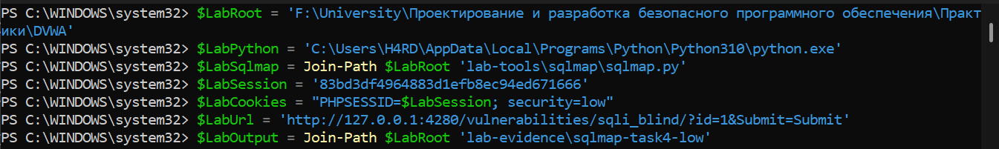 PS C:\WINDOWS\system32> $LabRoot = 'F:\University\Проектирование и разработка безопасного программного обеспечения\Практ
ики\DVWA'
PS C:\WINDOWS\system32> $LabPython = 'C:\Users\H4RD\AppData\Local\Programs\Python\Python310\python.exe'
PS C:\WINDOWS\system32> $LabSqlmap = Join-Path $LabRoot 'lab-tools\sqlmap\sqlmap.py'
PS C:\WINDOWS\system32> $LabSession = '83bd3df4964883d1efb8ec94ed671666'
PS C:\WINDOWS\system32> $LabCookies = "PHPSESSID=$LabSession; security=low"
PS C:\WINDOWS\system32> $LabUrl = 'http://127.0.0.1:4280/vulnerabilities/sqli_blind/?id=1&Submit=Submit'
PS C:\WINDOWS\system32> $LabOutput = Join-Path $LabRoot 'lab-evidence\sqlmap-task4-low'